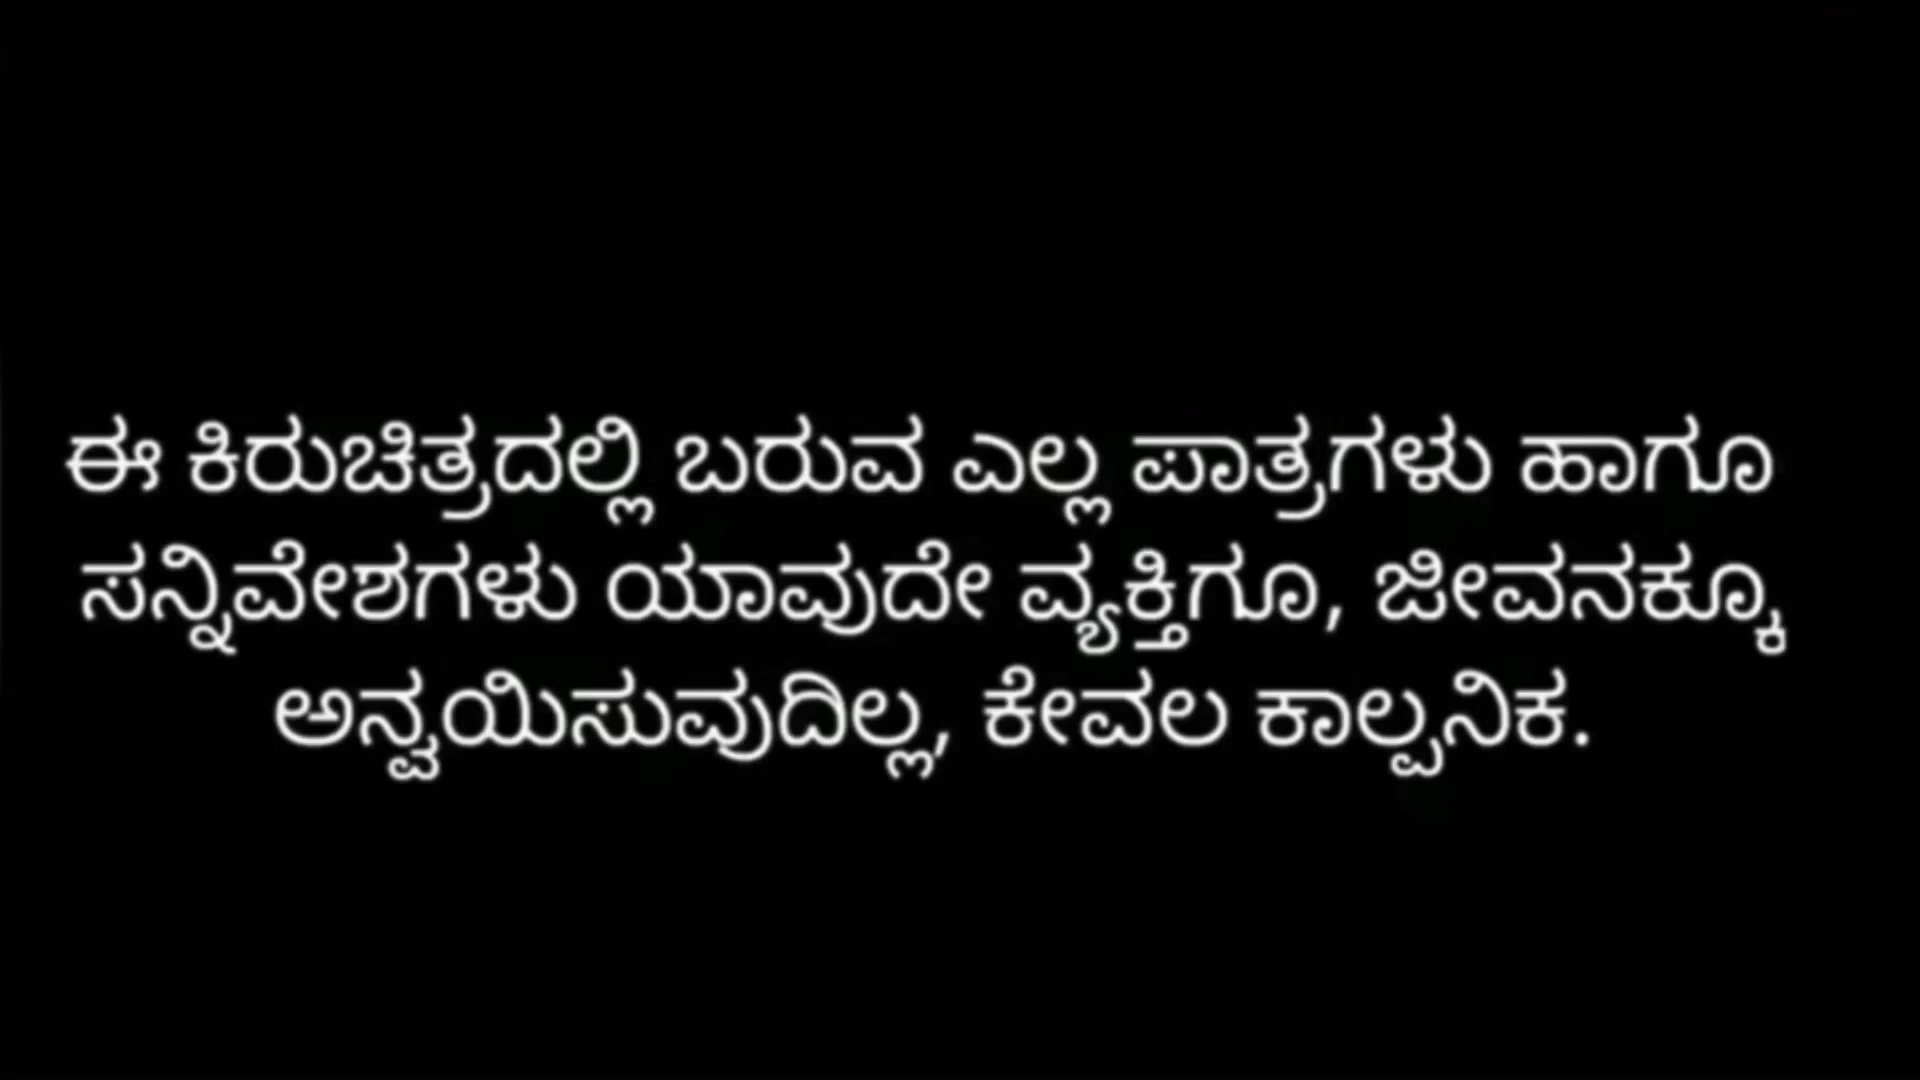 ಈ ಕಿರುಚಿತ್ರದಲ್ಲಿ ಬರುವ ಎಲ್ಲ ಪಾತ್ರಗಳು ಹಾಗೂ
ಸನ್ನಿವೇಶಗಳು ಯಾವುದೇ ವ್ಯಕ್ತಿಗೂ, ಜೀವನಕ್ಕೂ
ಅನ್ವಯಿಸುವುದಿಲ್ಲ, ಕೇವಲ ಕಾಲ್ಪನಿಕ.